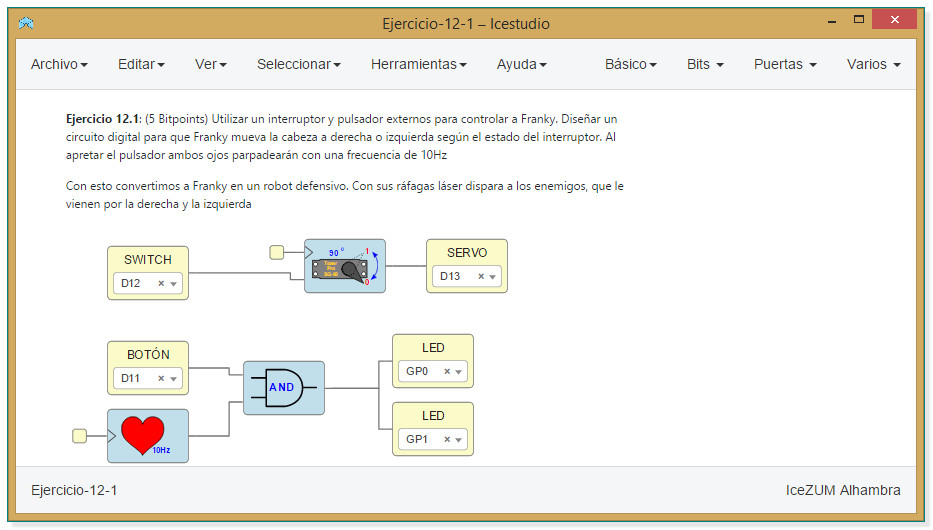 Ejercicio-12-1 – Icestudio
Archivo Editar Ver Seleccionar Herramientas Ayuda Básico Bits Puertas Varios
Ejercicio 12.1: (5 Bitpoints) Utilizar un interruptor y pulsador externos para controlar a Franky. Diseñar un
circuito digital para que Franky mueva la cabeza a derecha o izquierda según el estado del interruptor. Al
apretar el pulsador ambos ojos parpadearán con una frecuencia de 10Hz
Con esto convertimos a Franky en un robot defensivo. Con sus ráfagas láser dispara a los enemigos, que le
vienen por la derecha y la izquierda
SWITCH
D12
90 º
1
0
SERVO
D13
BOTÓN
D11
AND
10Hz
LED
GP0
LED
GP1
Ejercicio-12-1
IceZUM Alhambra